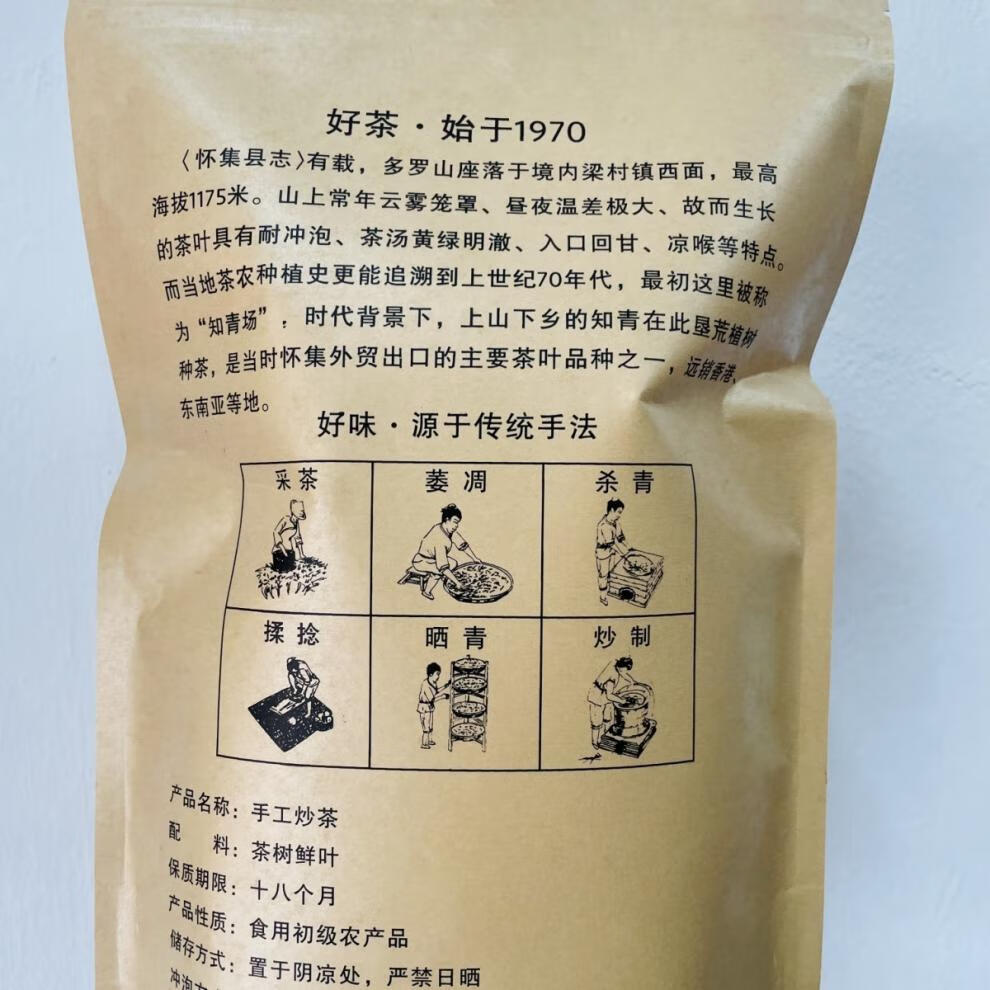 好茶·始于1970
〈怀集县志〉有载，多罗山座落于境内梁村镇西面，最高
海拔1175米。山上常年云雾笼罩、昼夜温差极大、故而生长
的茶叶具有耐冲泡、茶汤黄绿明澈、入口回甘、凉喉等特点。
而当地茶农种植史更能追溯到上世纪70年代，最初这里被称
为“知青场”；时代背景下，上山下乡的知青在此垦荒植树
种茶，是当时怀集外贸出口的主要茶叶品种之一，远销香港、
东南亚等地。
好味·源于传统手法
采茶 萎凋 杀青
揉捻 晒青 炒制
产品名称：手工炒茶
配 料：茶树鲜叶
保质期限：十八个月
产品性质：食用初级农产品
储存方式：置于阴凉处，严禁日晒
冲泡